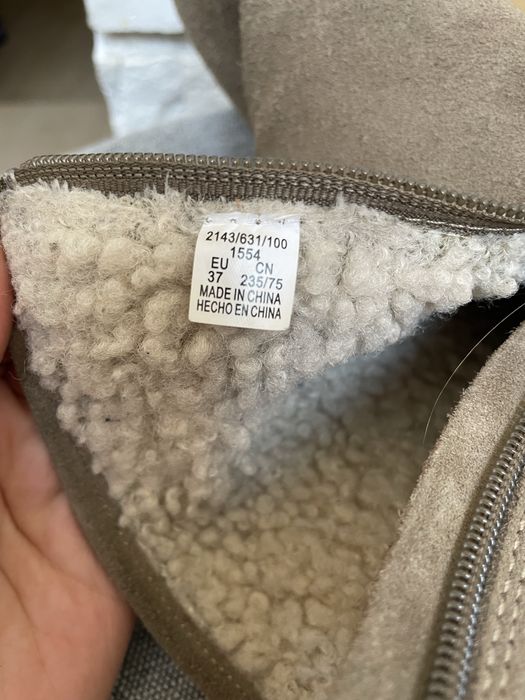 2143/631/100
1554
EU CN
37 235/75
MADE IN CHINA
HECHO EN CHINA